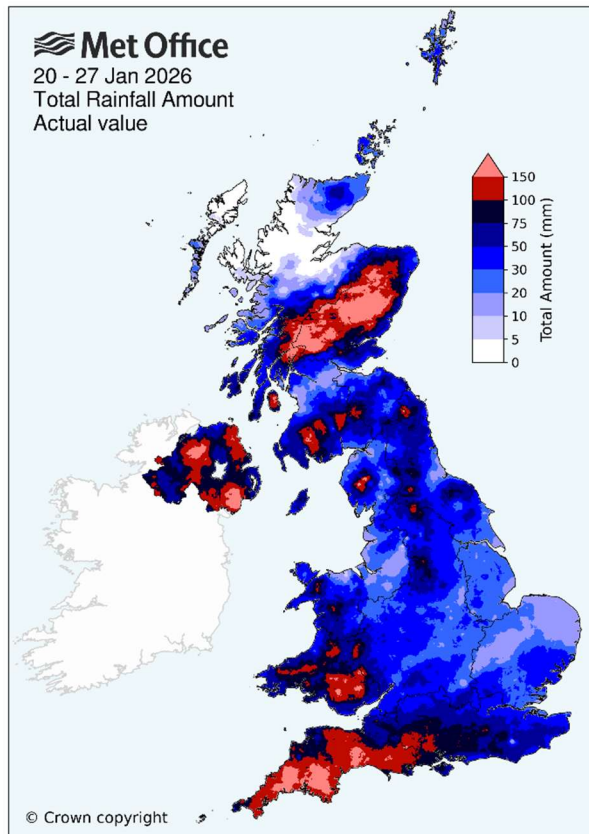 Met Office
20 - 27 Jan 2026
Total Rainfall Amount
Actual value
150
100
75
50
30
20
10
5
0
Total Amount (mm)
© Crown copyright